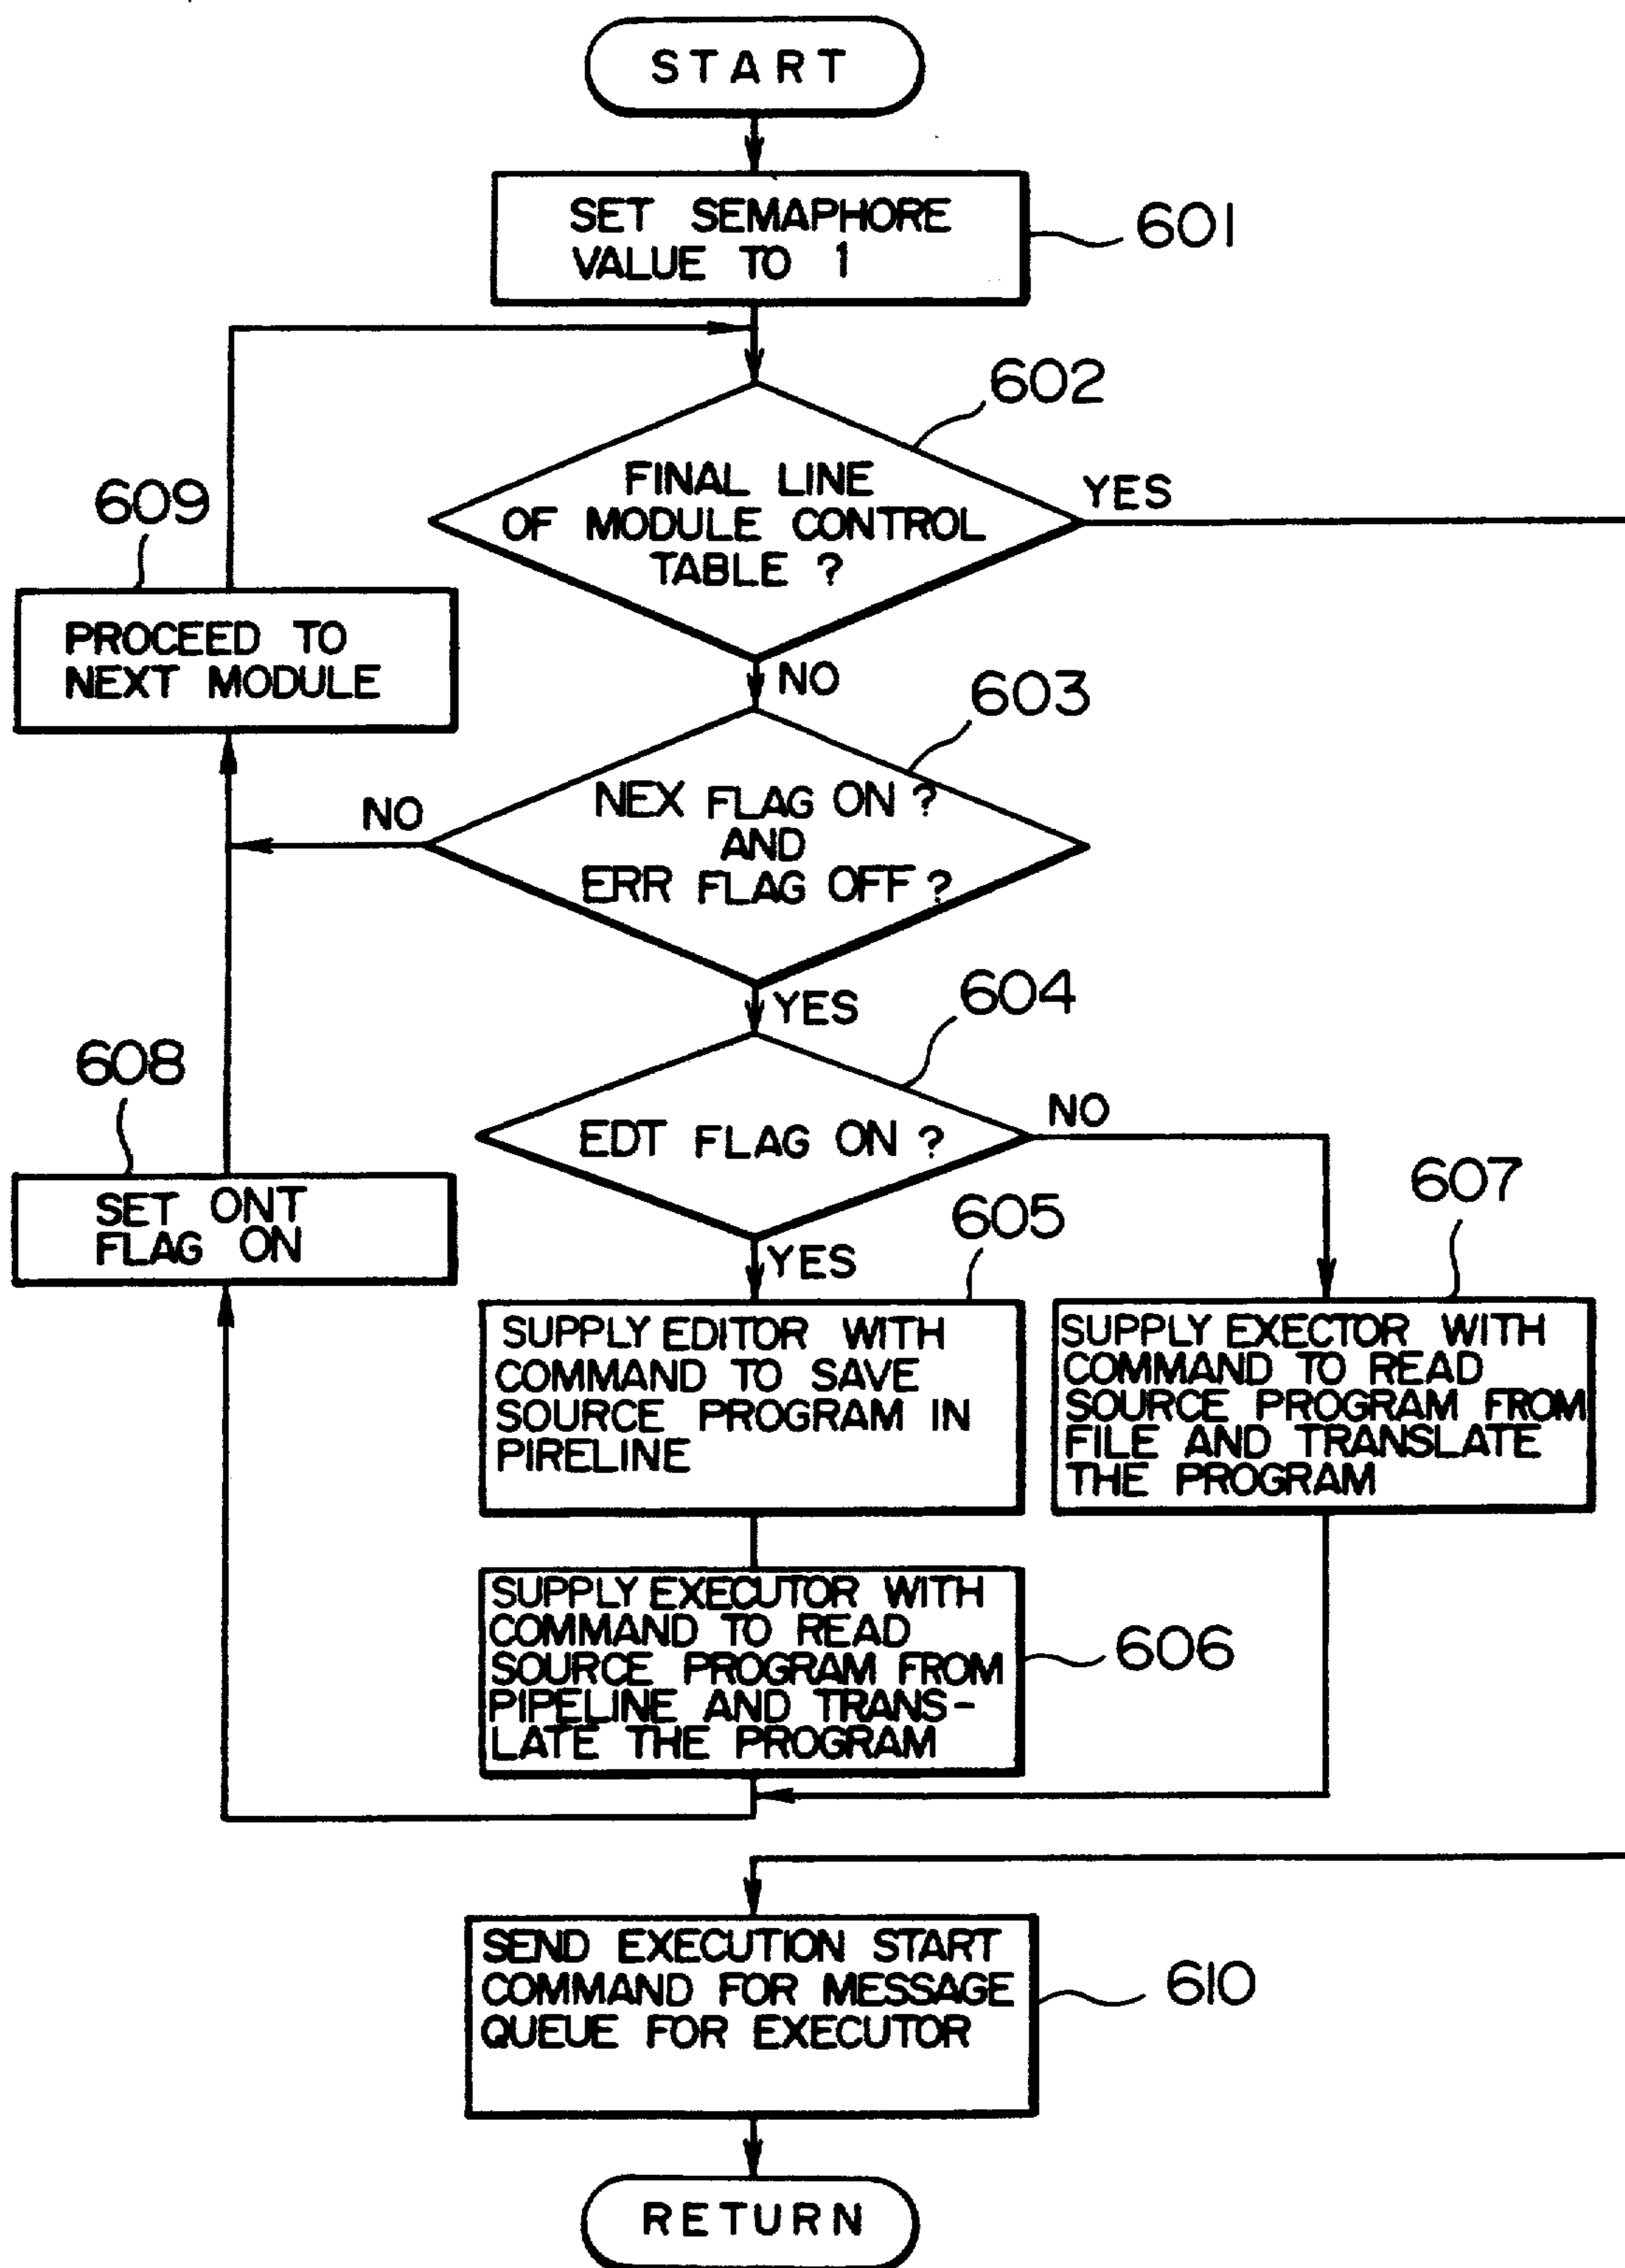 START
SET SEMAPHORE
VALUE TO 1
601
602
FINAL LINE
OF MODULE CONTROL
TABLE ?
YES
609
PROCEED TO
NEXT MODULE
NO
603
NEX FLAG ON ?
AND
ERR FLAG OFF ?
NO
YES
604
EDT FLAG ON ?
NO
608
SET ONT
FLAG ON
YES
605
607
SUPPLY EDITOR WITH
COMMAND TO SAVE
SOURCE PROGRAM IN
PIRELINE
SUPPLY EXECTOR WITH
COMMAND TO READ
SOURCE PROGRAM FROM
FILE AND TRANSLATE
THE PROGRAM
SUPPLY EXECUTOR WITH
COMMAND TO READ
SOURCE PROGRAM FROM
PIPELINE AND TRANS-
LATE THE PROGRAM
606
SEND EXECUTION START
COMMAND FOR MESSAGE
QUEUE FOR EXECUTOR
610
RETURN